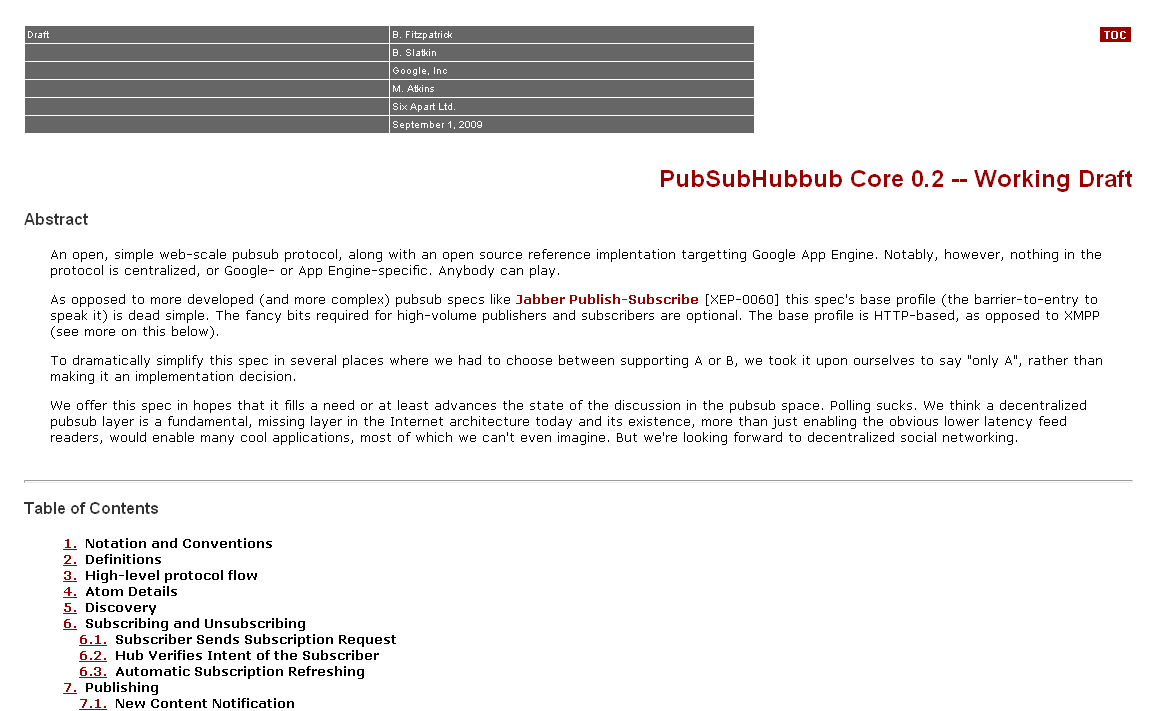 Draft B. Fitzpatrick
B. Slatkin
Google, Inc
M. Atkins
Six Apart Ltd.
September 1, 2009
TOC
PubSubHubbub Core 0.2 -- Working Draft
Abstract
An open, simple web-scale pubsub protocol, along with an open source reference implentation targetting Google App Engine. Notably, however, nothing in the
protocol is centralized, or Google- or App Engine-specific. Anybody can play.
As opposed to more developed (and more complex) pubsub specs like Jabber Publish-Subscribe [XEP-0060] this spec's base profile (the barrier-to-entry to
speak it) is dead simple. The fancy bits required for high-volume publishers and subscribers are optional. The base profile is HTTP-based, as opposed to XMPP
(see more on this below).
To dramatically simplify this spec in several places where we had to choose between supporting A or B, we took it upon ourselves to say "only A", rather than
making it an implementation decision.
We offer this spec in hopes that it fills a need or at least advances the state of the discussion in the pubsub space. Polling sucks. We think a decentralized
pubsub layer is a fundamental, missing layer in the Internet architecture today and its existence, more than just enabling the obvious lower latency feed
readers, would enable many cool applications, most of which we can't even imagine. But we're looking forward to decentralized social networking.
Table of Contents
1. Notation and Conventions
2. Definitions
3. High-level protocol flow
4. Atom Details
5. Discovery
6. Subscribing and Unsubscribing
6.1. Subscriber Sends Subscription Request
6.2. Hub Verifies Intent of the Subscriber
6.3. Automatic Subscription Refreshing
7. Publishing
7.1. New Content Notification